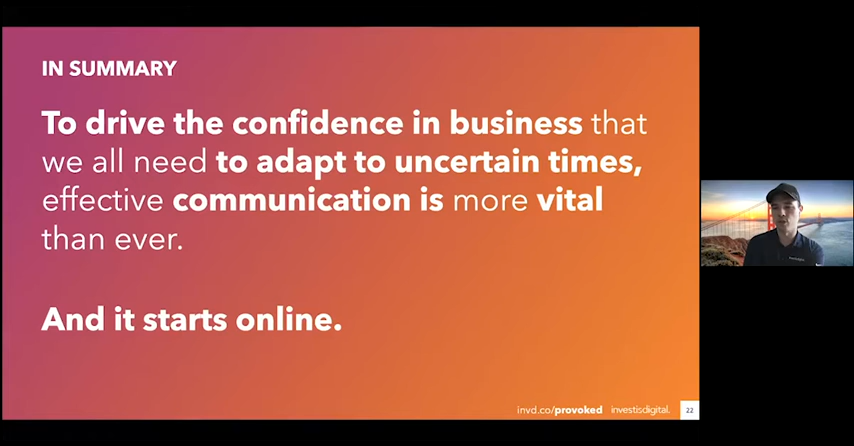 IN SUMMARY
To drive the confidence in business that
we all need to adapt to uncertain times,
effective communication is more vital
than ever.
And it starts online.
invd.co/provoked investisdigital. 22